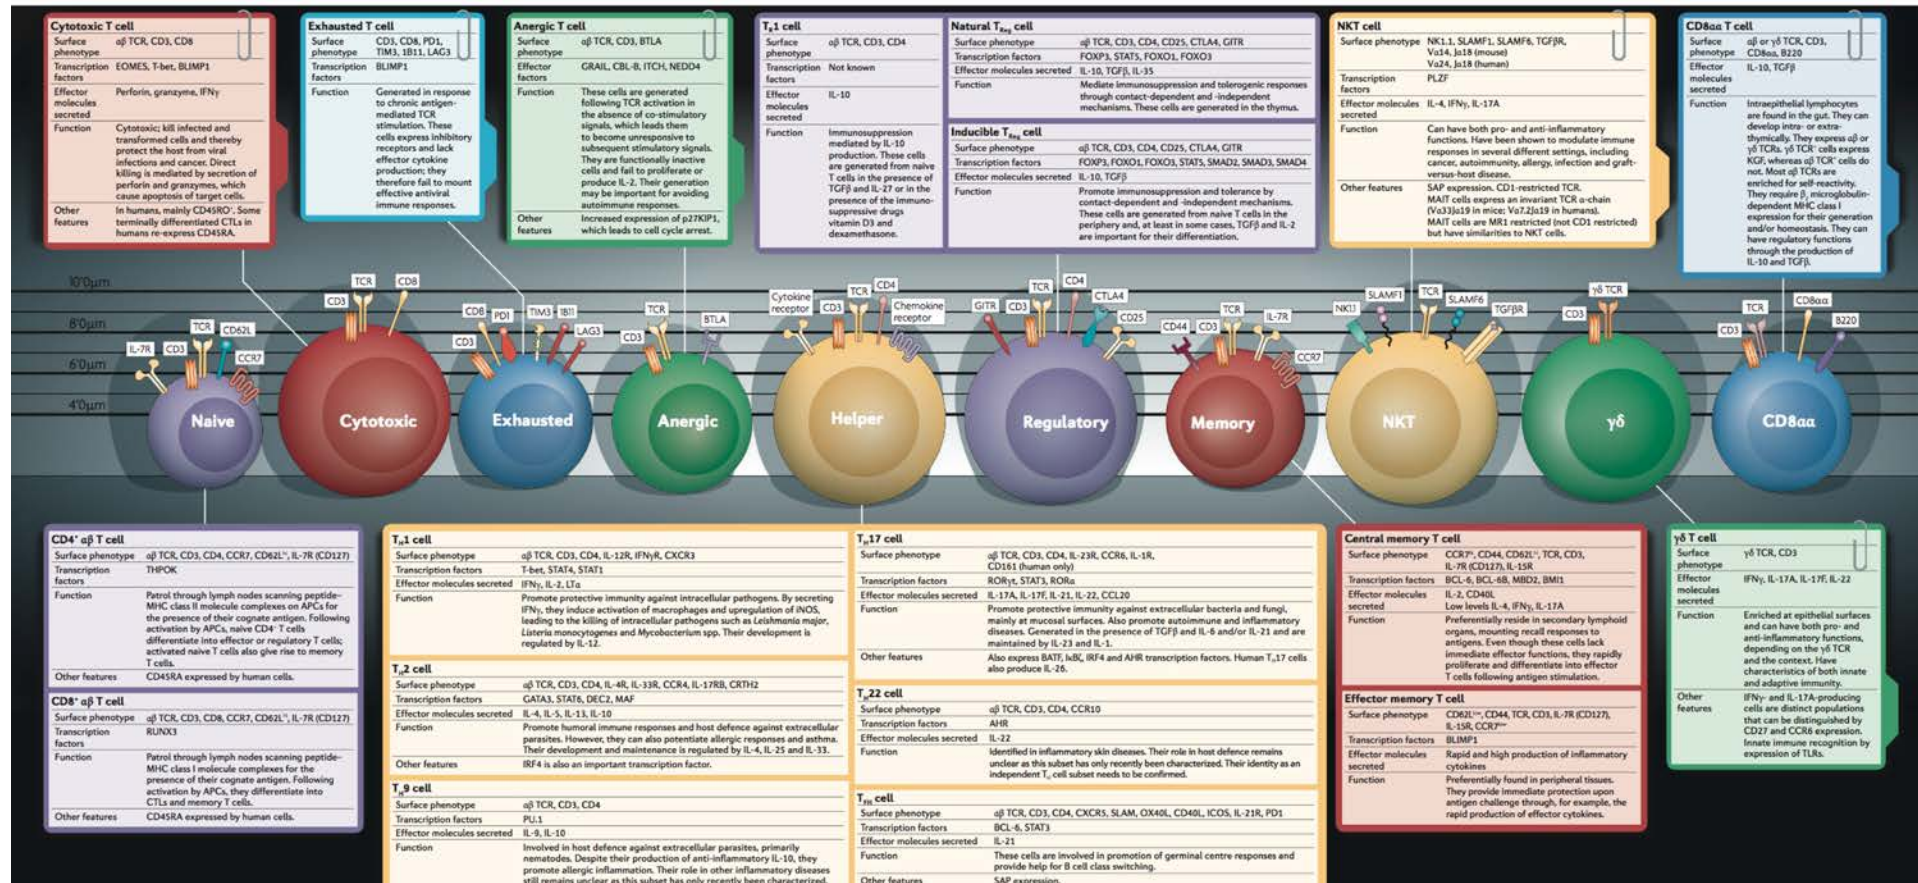 Cytotoxic T cell
Surface phenotype αβ TCR, CD3, CD8
Transcription factors EOMES, T-bet, BLIMP1
Effector molecules secreted Perforin, granzyme, IFNγ
Function Cytotoxic; kill infected and
transformed cells and thereby
protect the host from viral
infections and cancer. Direct
killing is mediated by secretion of
perforin and granzymes, which
cause apoptosis of target cells.
Other features In humans, mainly CD45RO⁺. Some
terminally differentiated CTLs in
humans re-express CD45RA.
Exhausted T cell
Surface phenotype CD3, CD8, PD1,
TIM3, 1B11, LAG3
Transcription factors BLIMP1
Function Generated in response
to chronic antigen-
mediated TCR
stimulation. These
cells express inhibitory
receptors and lack
effector cytokine
production; they
therefore fail to mount
effective antiviral
immune responses.
Anergic T cell
Surface phenotype αβ TCR, CD3, BTLA
Effector factors GRAIL, CBL-B, ITCH, NEDD4
Function These cells are generated
following TCR activation in
the absence of co-stimulatory
signals, which leads them
to become unresponsive to
subsequent stimulatory signals.
They are functionally inactive
cells and fail to proliferate or
produce IL-2. Their generation
may be important for avoiding
autoimmune responses.
Other features Increased expression of p27KIP1,
which leads to cell cycle arrest.
T_R1 cell
Surface phenotype αβ TCR, CD3, CD4
Transcription factors Not known
Effector molecules secreted IL-10
Function Immunosuppression
mediated by IL-10
production. These cells
are generated from naive
T cells in the presence of
TGFβ and IL-27 or in the
presence of the immuno-
suppressive drugs
vitamin D3 and
dexamethasone.
Natural T_Reg cell
Surface phenotype αβ TCR, CD3, CD4, CD25, CTLA4, GITR
Transcription factors FOXP3, STAT5, FOXO1, FOXO3
Effector molecules secreted IL-10, TGFβ, IL-35
Function Mediate immunosuppression and tolerogenic responses
through contact-dependent and -independent
mechanisms. These cells are generated in the thymus.
Inducible T_Reg cell
Surface phenotype αβ TCR, CD3, CD4, CD25, CTLA4, GITR
Transcription factors FOXP3, FOXO1, FOXO3, STAT5, SMAD2, SMAD3, SMAD4
Effector molecules secreted IL-10, TGFβ
Function Promote immunosuppression and tolerance by
contact-dependent and -independent mechanisms.
These cells are generated from naive T cells in the
periphery and, at least in some cases, TGFβ and IL-2
are important for their differentiation.
NKT cell
Surface phenotype NK1.1, SLAMF1, SLAMF6, TGFβR,
Vα14, Jα18 (mouse)
Vα24, Jα18 (human)
Transcription factors PLZF
Effector molecules secreted IL-4, IFNγ, IL-17A
Function Can have both pro- and anti-inflammatory
functions. Have been shown to modulate immune
responses in several different settings, including
cancer, autoimmunity, allergy, infection and graft-
versus-host disease.
Other features SAP expression. CD1-restricted TCR.
MAIT cells express an invariant TCR α-chain
(Vα33Jα19 in mice; Vα7.2Jα19 in humans).
MAIT cells are MR1 restricted (not CD1 restricted)
but have similarities to NKT cells.
CD8αα T cell
Surface phenotype αβ or γδ TCR, CD3,
CD8αα, B220
Effector molecules secreted IL-10, TGFβ
Function Intraepithelial lymphocytes
are found in the gut. They can
develop intra- or extra-
thymically. They express αβ or
γδ TCRs. γδ TCR⁺ cells express
KGF, whereas αβ TCR⁺ cells do
not. Most αβ TCRs are
enriched for self-reactivity.
They require β₂ microglobulin-
dependent MHC class I
expression for their generation
and/or homeostasis. They can
have regulatory functions
through the production of
IL-10 and TGFβ.
10'0μm
8'0μm
6'0μm
4'0μm
IL-7R CD3 TCR CD62L CCR7
Naive
CD3 TCR CD8
Cytotoxic
CD3 CD8 PD1 TIM3 1B11 LAG3
Exhausted
CD3 TCR BTLA
Anergic
Cytokine receptor CD3 TCR CD4 Chemokine receptor
Helper
GITR CD3 TCR CD4 CTLA4 CD25
Regulatory
CD44 CD3 TCR IL-7R CCR7
Memory
NK1.1 SLAMF1 TCR SLAMF6 TGFβR
NKT
CD3 γδ TCR
γδ
CD3 TCR CD8αα B220
CD8αα
CD4⁺ αβ T cell
Surface phenotype αβ TCR, CD3, CD4, CCR7, CD62Lʰⁱ, IL-7R (CD127)
Transcription factors THPOK
Function Patrol through lymph nodes scanning peptide–
MHC class II molecule complexes on APCs for
the presence of their cognate antigen. Following
activation by APCs, naive CD4⁺ T cells
differentiate into effector or regulatory T cells;
activated naive T cells also give rise to memory
T cells.
Other features CD45RA expressed by human cells.
CD8⁺ αβ T cell
Surface phenotype αβ TCR, CD3, CD8, CCR7, CD62Lʰⁱ, IL-7R (CD127)
Transcription factors RUNX3
Function Patrol through lymph nodes scanning peptide–
MHC class I molecule complexes for the
presence of their cognate antigen. Following
activation by APCs, they differentiate into
CTLs and memory T cells.
Other features CD45RA expressed by human cells.
T_H1 cell
Surface phenotype αβ TCR, CD3, CD4, IL-12R, IFNγR, CXCR3
Transcription factors T-bet, STAT4, STAT1
Effector molecules secreted IFNγ, IL-2, LTα
Function Promote protective immunity against intracellular pathogens. By secreting
IFNγ, they induce activation of macrophages and upregulation of iNOS,
leading to the killing of intracellular pathogens such as Leishmania major,
Listeria monocytogenes and Mycobacterium spp. Their development is
regulated by IL-12.
T_H2 cell
Surface phenotype αβ TCR, CD3, CD4, IL-4R, IL-33R, CCR4, IL-17RB, CRTH2
Transcription factors GATA3, STAT6, DEC2, MAF
Effector molecules secreted IL-4, IL-5, IL-13, IL-10
Function Promote humoral immune responses and host defence against extracellular
parasites. However, they can also potentiate allergic responses and asthma.
Their development and maintenance is regulated by IL-4, IL-25 and IL-33.
Other features IRF4 is also an important transcription factor.
T_H9 cell
Surface phenotype αβ TCR, CD3, CD4
Transcription factors PU.1
Effector molecules secreted IL-9, IL-10
Function Involved in host defence against extracellular parasites, primarily
nematodes. Despite their production of anti-inflammatory IL-10, they
promote allergic inflammation. Their role in other inflammatory diseases
still remains unclear as this subset has only recently been characterized.
T_H17 cell
Surface phenotype αβ TCR, CD3, CD4, IL-23R, CCR6, IL-1R,
CD161 (human only)
Transcription factors RORγt, STAT3, RORα
Effector molecules secreted IL-17A, IL-17F, IL-21, IL-22, CCL20
Function Promote protective immunity against extracellular bacteria and fungi,
mainly at mucosal surfaces. Also promote autoimmune and inflammatory
diseases. Generated in the presence of TGFβ and IL-6 and/or IL-21 and are
maintained by IL-23 and IL-1.
Other features Also express BATF, IκBζ, IRF4 and AHR transcription factors. Human T_H17 cells
also produce IL-26.
T_H22 cell
Surface phenotype αβ TCR, CD3, CD4, CCR10
Transcription factors AHR
Effector molecules secreted IL-22
Function Identified in inflammatory skin diseases. Their role in host defence remains
unclear as this subset has only recently been characterized. Their identity as an
independent T_H cell subset needs to be confirmed.
T_FH cell
Surface phenotype αβ TCR, CD3, CD4, CXCR5, SLAM, OX40L, CD40L, ICOS, IL-21R, PD1
Transcription factors BCL-6, STAT3
Effector molecules secreted IL-21
Function These cells are involved in promotion of germinal centre responses and
provide help for B cell class switching.
Other features SAP expression.
Central memory T cell
Surface phenotype CCR7ʰⁱ, CD44, CD62Lʰⁱ, TCR, CD3,
IL-7R (CD127), IL-15R
Transcription factors BCL-6, BCL-6B, MBD2, BMI1
Effector molecules secreted IL-2, CD40L
Low levels IL-4, IFNγ, IL-17A
Function Preferentially reside in secondary lymphoid
organs, mounting recall responses to
antigens. Even though these cells lack
immediate effector functions, they rapidly
proliferate and differentiate into effector
T cells following antigen stimulation.
Effector memory T cell
Surface phenotype CD62Lˡᵒʷ, CD44, TCR, CD3, IL-7R (CD127),
IL-15R, CCR7ˡᵒʷ
Transcription factors BLIMP1
Effector molecules secreted Rapid and high production of inflammatory
cytokines
Function Preferentially found in peripheral tissues.
They provide immediate protection upon
antigen challenge through, for example, the
rapid production of effector cytokines.
γδ T cell
Surface phenotype γδ TCR, CD3
Effector molecules secreted IFNγ, IL-17A, IL-17F, IL-22
Function Enriched at epithelial surfaces
and can have both pro- and
anti-inflammatory functions,
depending on the γδ TCR
and the context. Have
characteristics of both innate
and adaptive immunity.
Other features IFNγ- and IL-17A-producing
cells are distinct populations
that can be distinguished by
CD27 and CCR6 expression.
Innate immune recognition by
expression of TLRs.